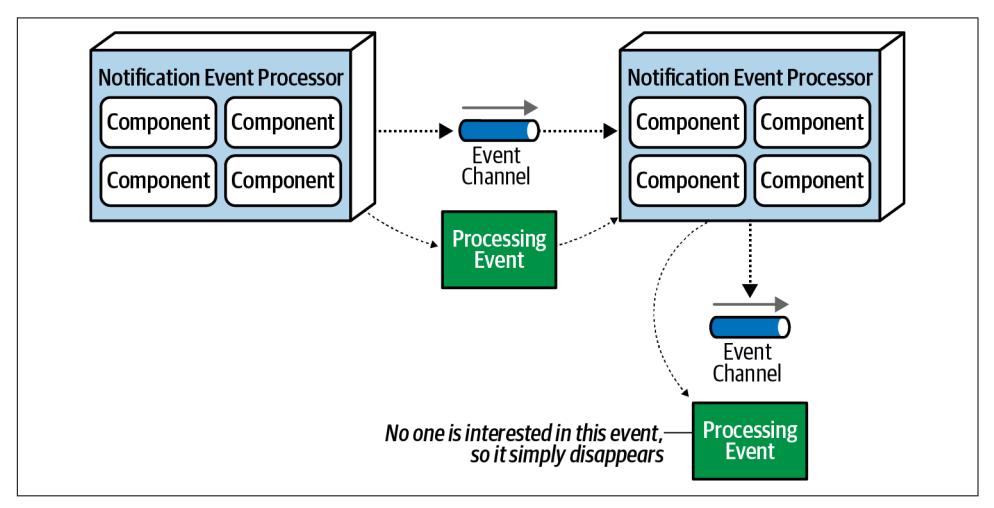 Notification Event Processor
Component Component
Component Component
Event
Channel
Processing
Event
Notification Event Processor
Component Component
Component Component
Event
Channel
No one is interested in this event,
so it simply disappears
Processing
Event